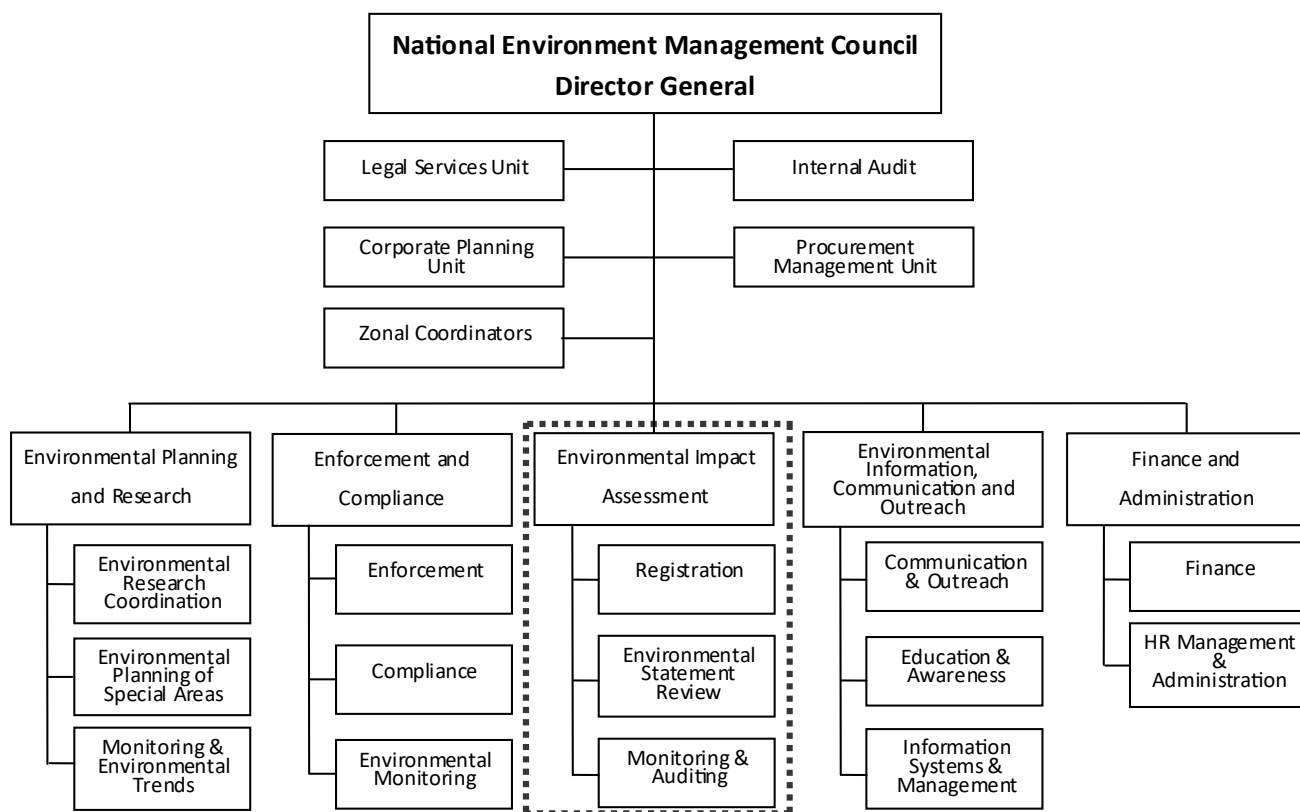 National Environment Management Council
Director General
Legal Services Unit
Internal Audit
Corporate Planning
Unit
Procurement
Management Unit
Zonal Coordinators
Environmental Planning
and Research
Enforcement and
Compliance
Environmental Impact
Assessment
Environmental
Information,
Communication and
Outreach
Finance and
Administration
Environmental
Research
Coordination
Environmental
Planning of
Special Areas
Monitoring &
Environmental
Trends
Enforcement
Compliance
Environmental
Monitoring
Registration
Environmental
Statement
Review
Monitoring &
Auditing
Communication
& Outreach
Education &
Awareness
Information
Systems &
Management
Finance
HR Management
&
Administration